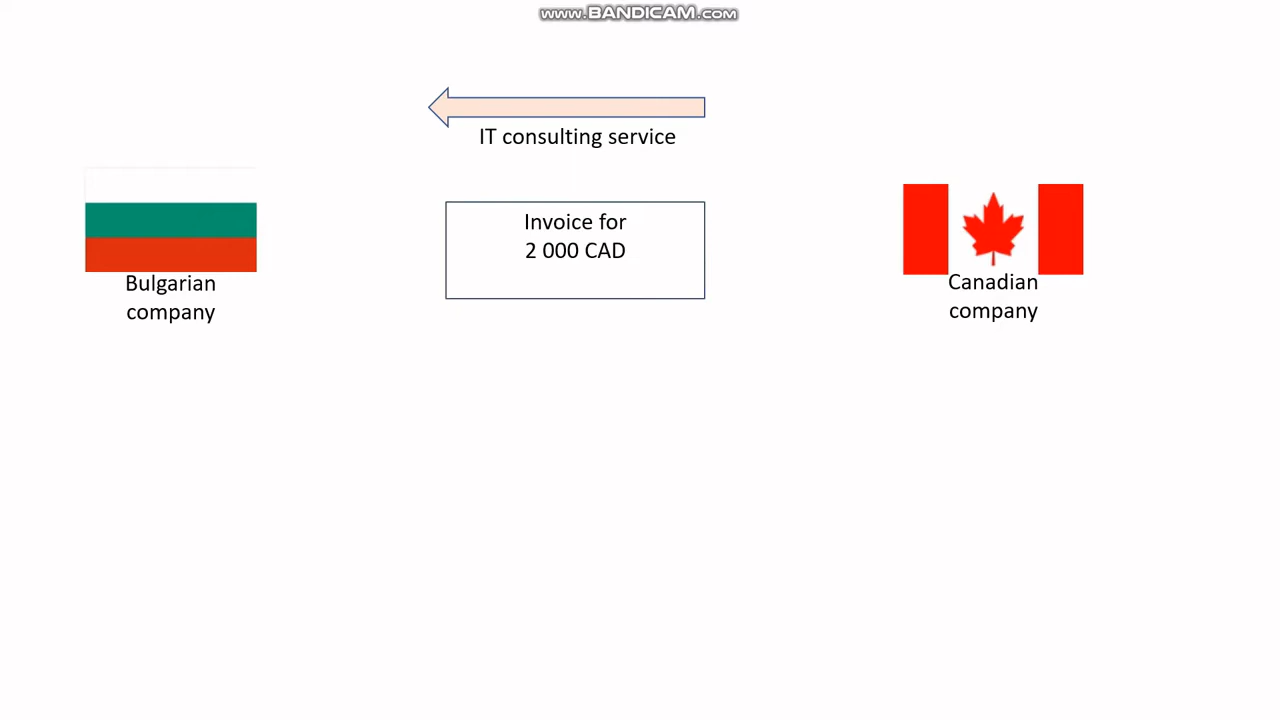 www.BANDICAM.com
IT consulting service
Invoice for
2 000 CAD
Bulgarian
company
Canadian
company